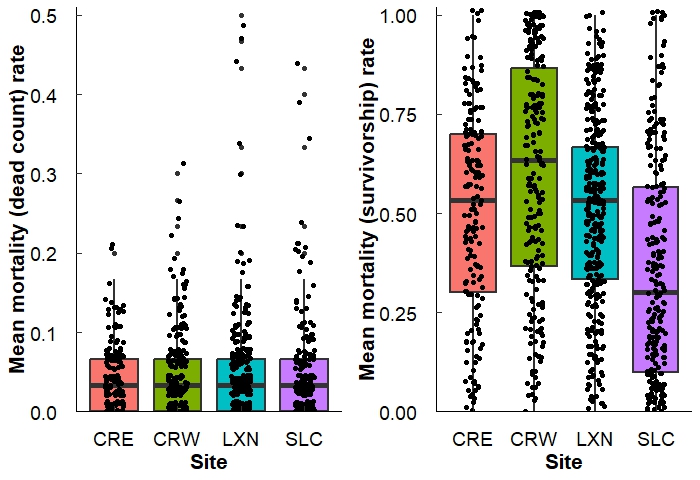 Mean mortality (dead count) rate
0.5
0.4
0.3
0.2
0.1
0.0
CRE CRW LXN SLC
Site
Mean mortality (survivorship) rate
1.00
0.75
0.50
0.25
0.00
CRE CRW LXN SLC
Site